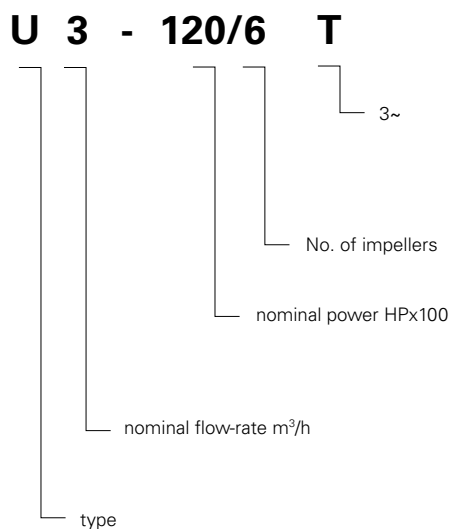 U 3 - 120/6 T
3~
No. of impellers
nominal power HPx100
nominal flow-rate m³/h
type